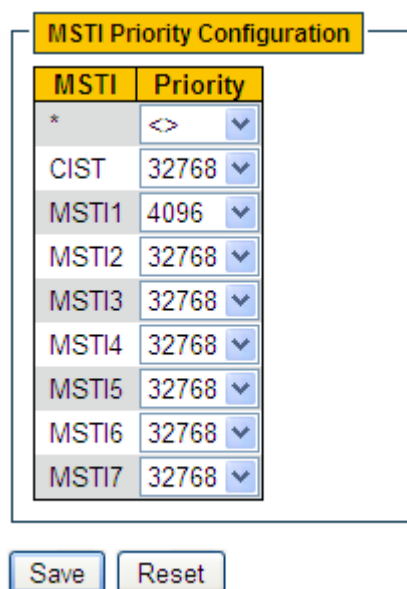 MSTI Priority Configuration
MSTI Priority
* <>
CIST 32768
MSTI1 4096
MSTI2 32768
MSTI3 32768
MSTI4 32768
MSTI5 32768
MSTI6 32768
MSTI7 32768
Save Reset